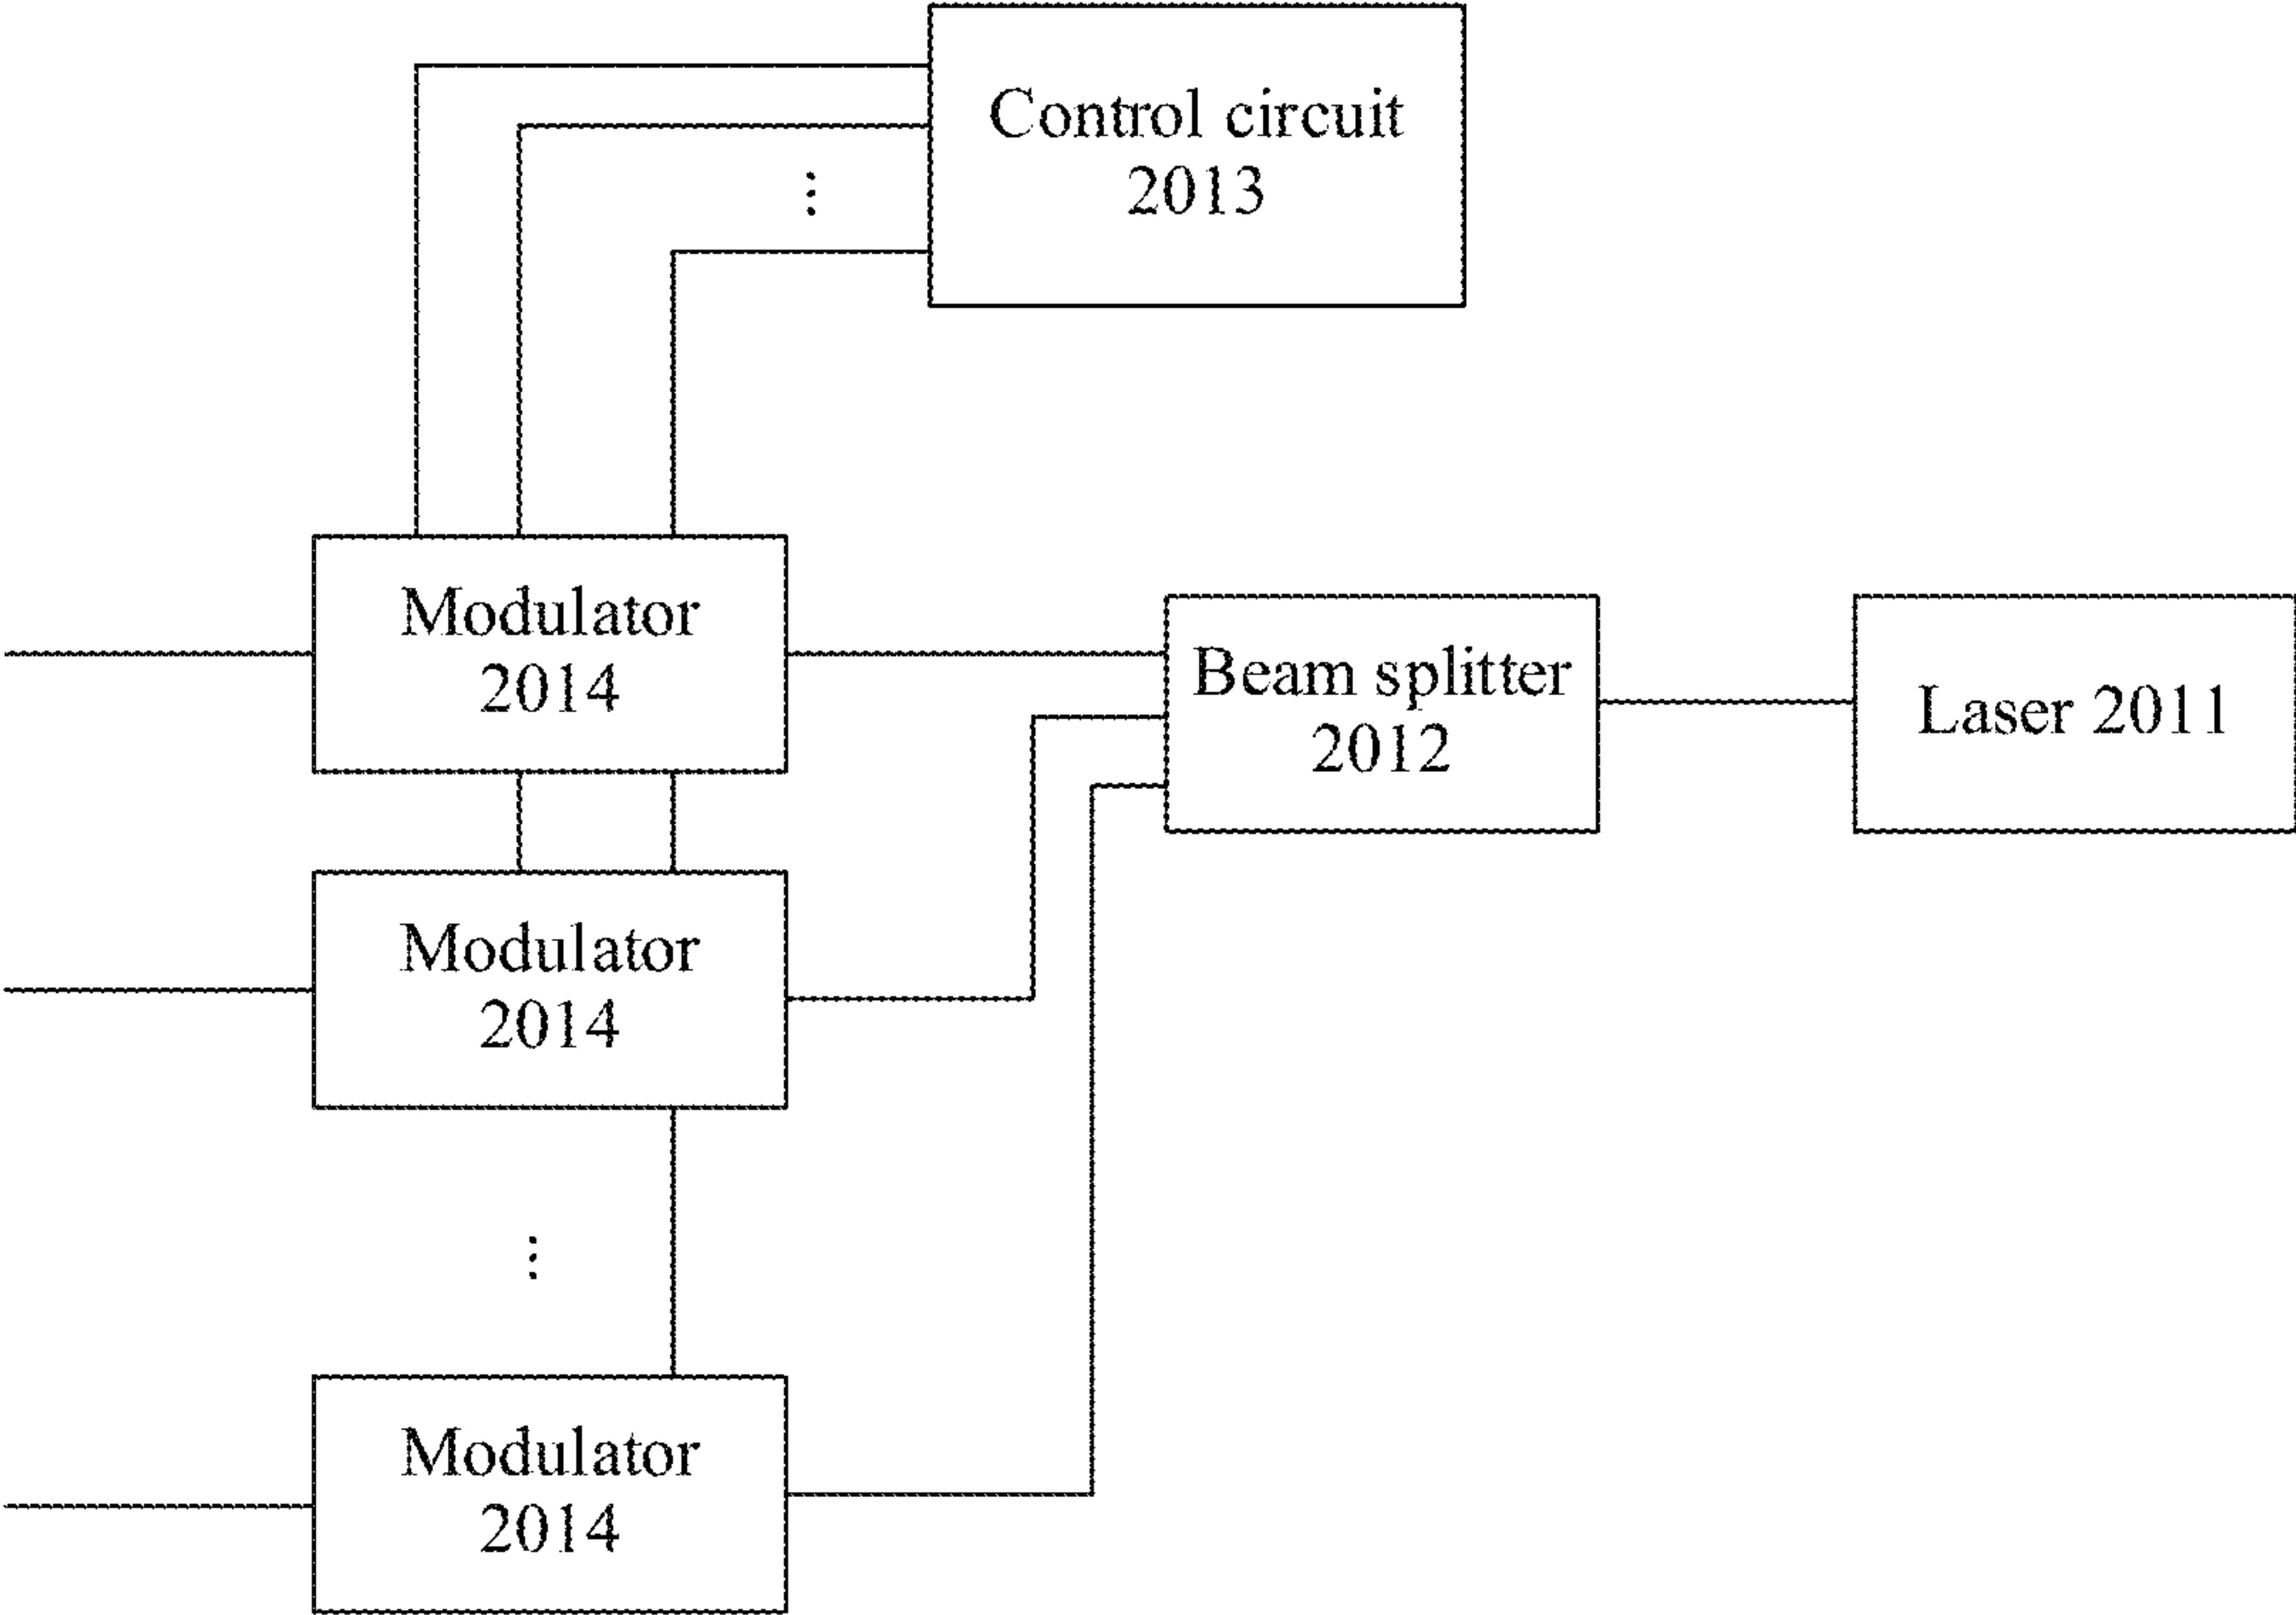 Control circuit
2013
Modulator
2014
Beam splitter
2012
Laser 2011
Modulator
2014
Modulator
2014